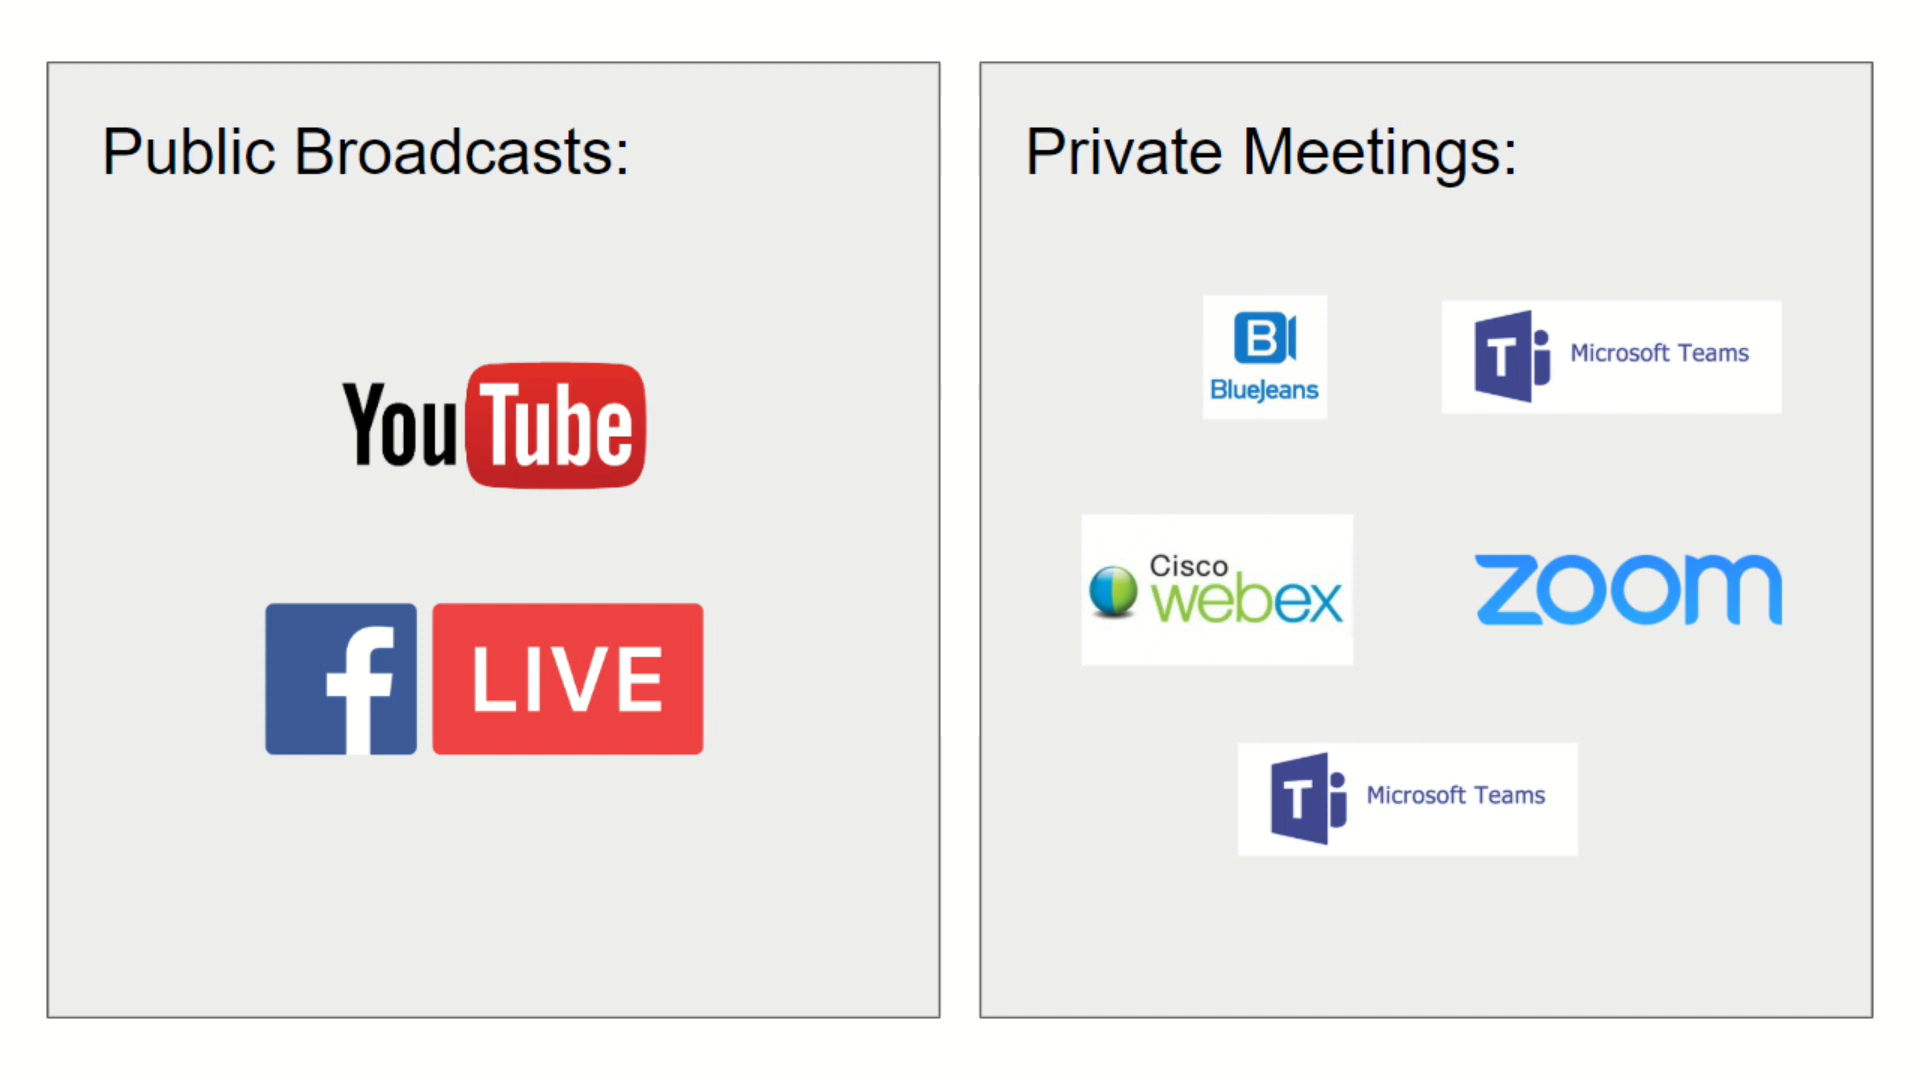 Public Broadcasts:
YouTube
f LIVE
Private Meetings:
B
BlueJeans
T Microsoft Teams
Cisco
webex
zoom
T Microsoft Teams